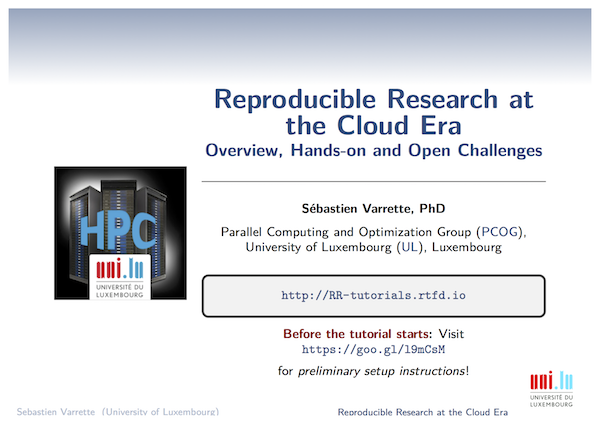 Reproducible Research at
the Cloud Era
Overview, Hands-on and Open Challenges
HPC
uni.lu
UNIVERSITÉ DU
LUXEMBOURG
Sébastien Varrette, PhD
Parallel Computing and Optimization Group (PCOG),
University of Luxembourg (UL), Luxembourg
http://RR-tutorials.rtfd.io
Before the tutorial starts: Visit
https://goo.gl/l9mCsM
for preliminary setup instructions!
uni.lu
UNIVERSITÉ DU
LUXEMBOURG
Sebastien Varrette (University of Luxembourg)
Reproducible Research at the Cloud Era